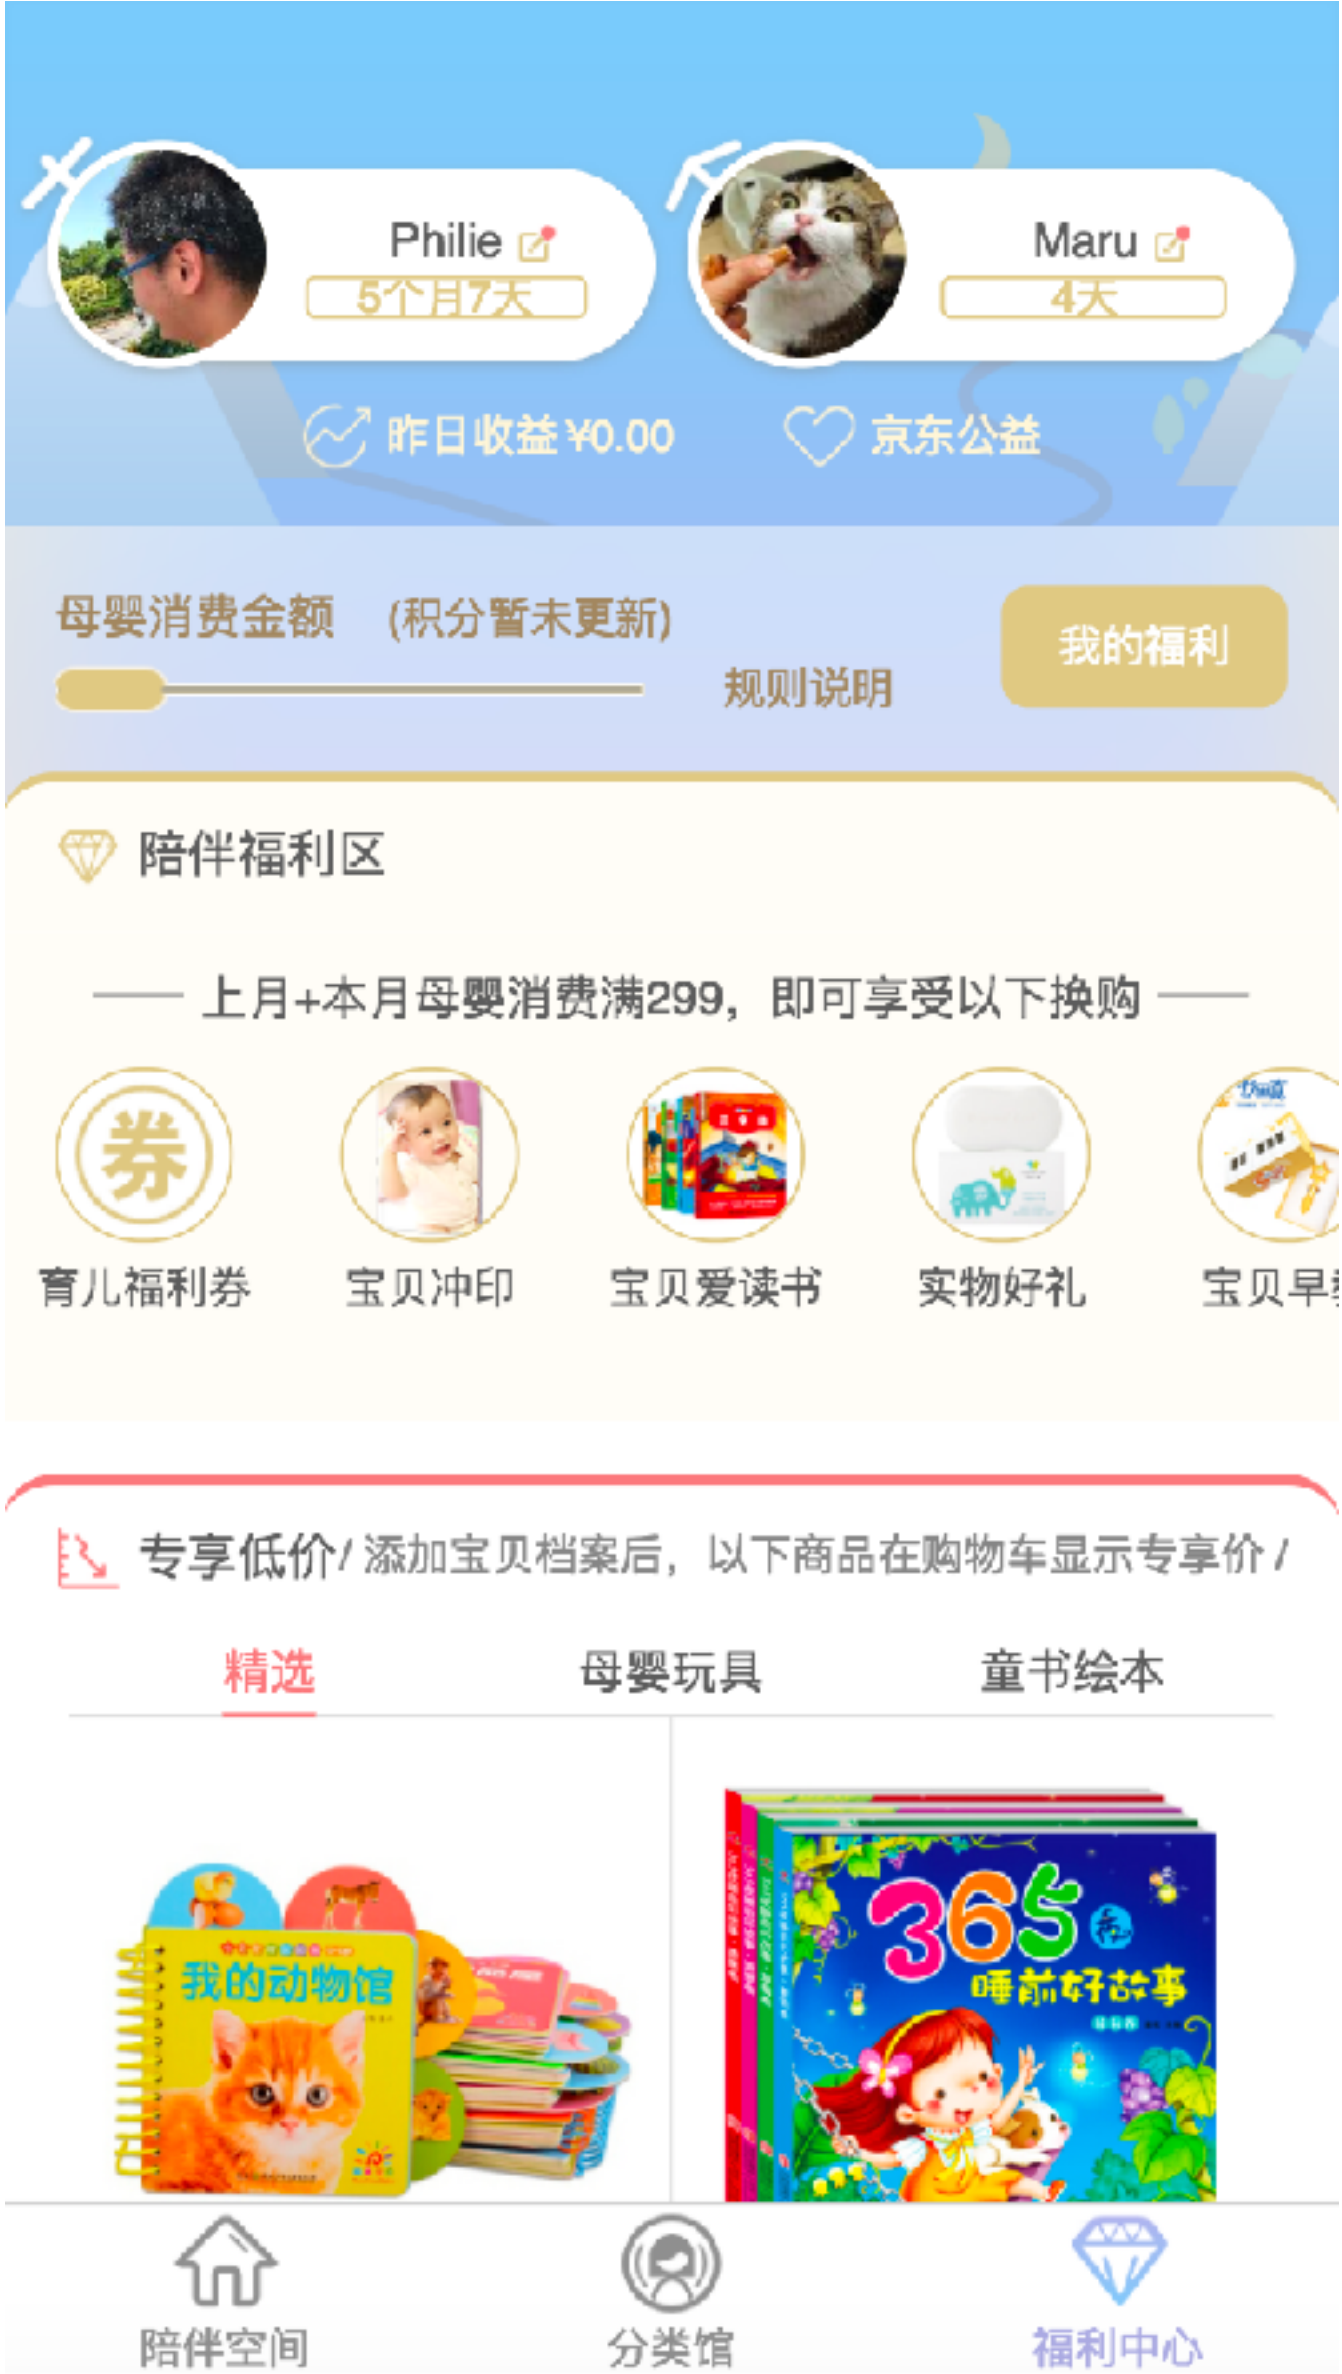 Philie
5个月7天
Maru
4天
昨日收益 ¥0.00
京东公益
母婴消费金额 (积分暂未更新)
规则说明
我的福利
陪伴福利区
上月+本月母婴消费满299，即可享受以下换购
券
育儿福利券
宝贝冲印
宝贝爱读书
实物好礼
宝贝早
专享低价/ 添加宝贝档案后，以下商品在购物车显示专享价 /
精选
母婴玩具
童书绘本
我的动物馆
365夜
睡前好故事
陪伴空间
分类馆
福利中心